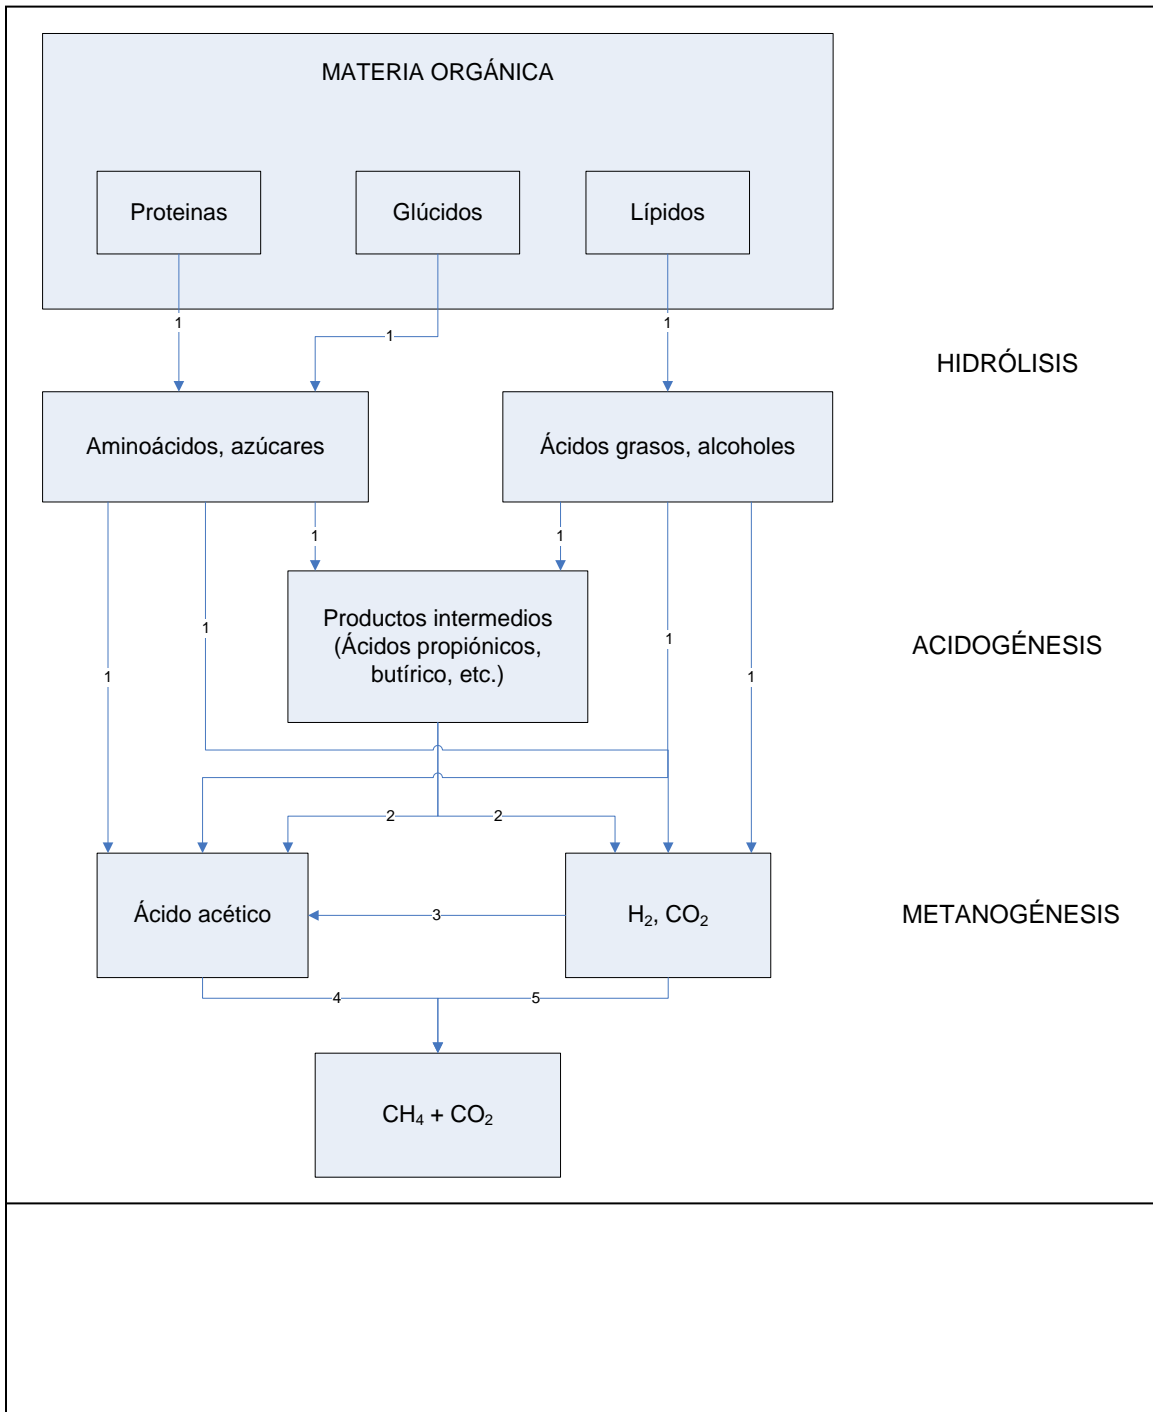 MATERIA ORGÁNICA
Proteinas
Glúcidos
Lípidos
1
1
1
HIDRÓLISIS
Aminoácidos, azúcares
Ácidos grasos, alcoholes
1
1
Productos intermedios
(Ácidos propiónicos,
butírico, etc.)
1
1
ACIDOGÉNESIS
1
1
2
2
Ácido acético
3
H₂, CO₂
METANOGÉNESIS
4
5
CH₄ + CO₂